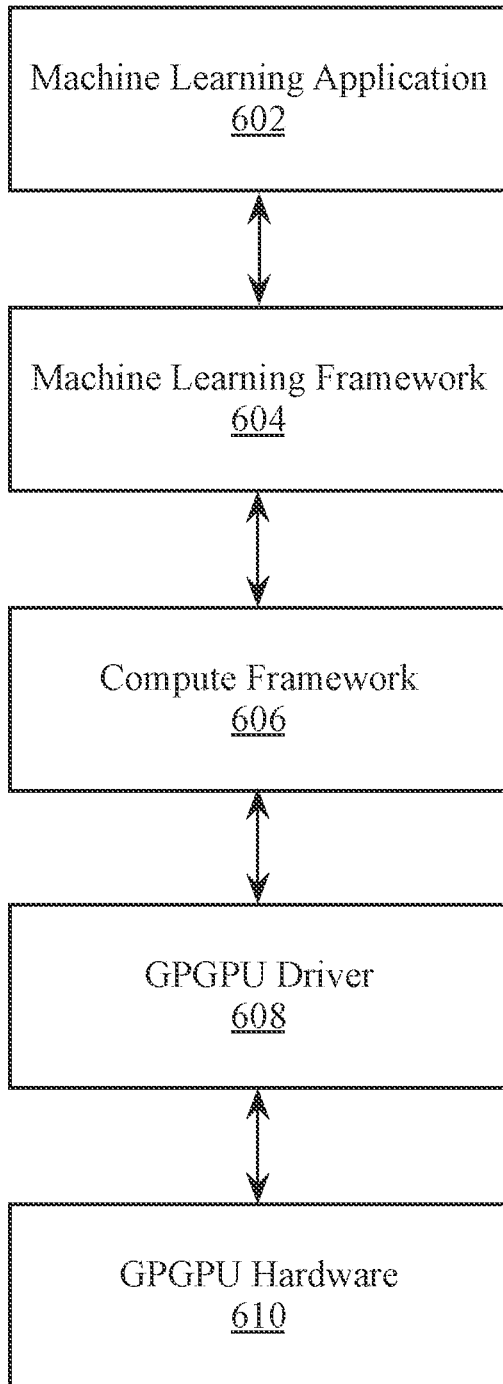 Machine Learning Application
602
Machine Learning Framework
604
Compute Framework
606
GPGPU Driver
608
GPGPU Hardware
610